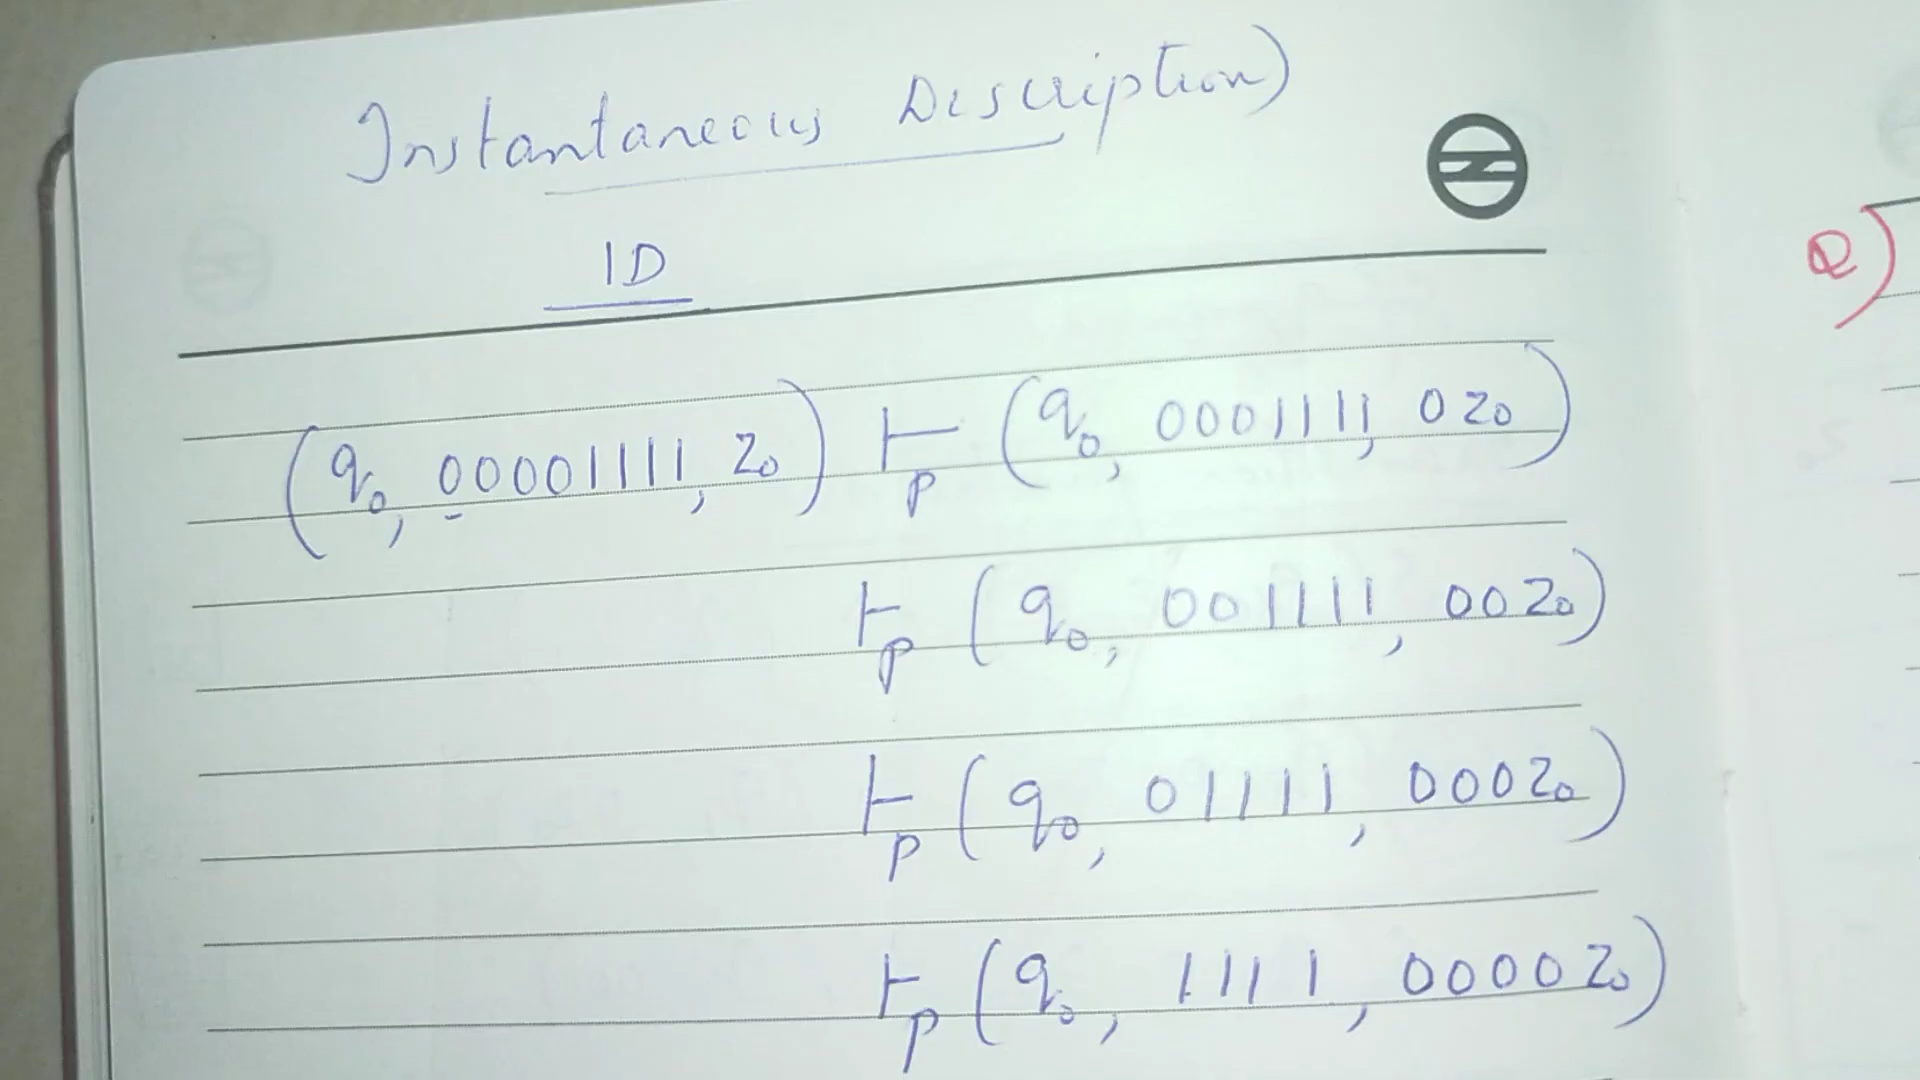 Instantaneous Description)
ID
(q₀, 00001111, Z₀) ⊢ₚ (q₀, 0001111, 0Z₀)
⊢ₚ (q₀, 001111, 00Z₀)
⊢ₚ (q₀, 01111, 000Z₀)
⊢ₚ (q₀, 1111, 0000Z₀)
Q)